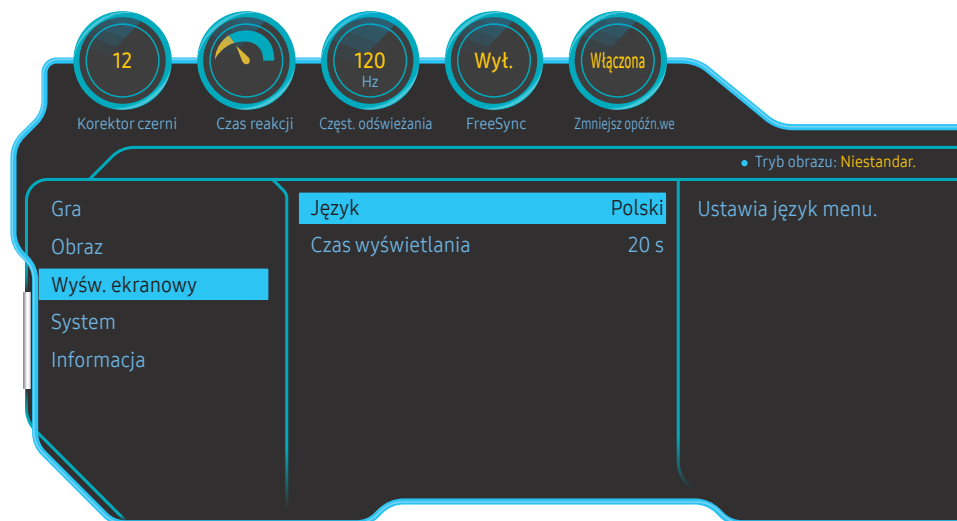 12
120
Hz
Wył.
Włączona
Korektor czerni
Czas reakcji
Częst. odświeżania
FreeSync
Zmniejsz opóźn.we
Tryb obrazu: Niestandar.
Gra
Obraz
Wyśw. ekranowy
System
Informacja
Język Polski
Czas wyświetlania 20 s
Ustawia język menu.